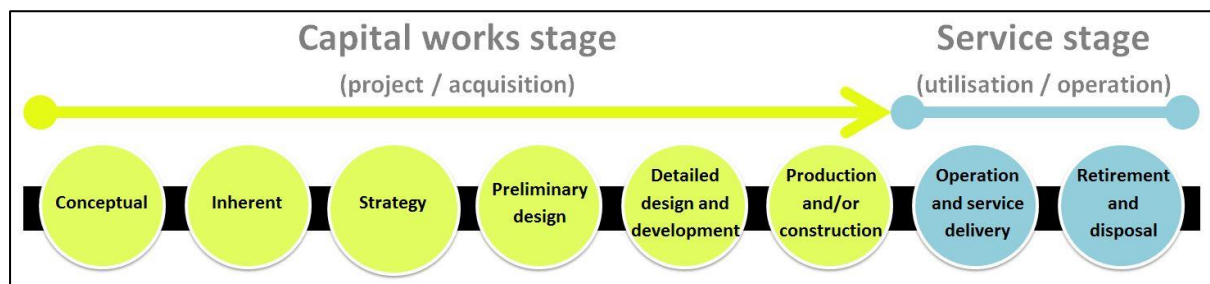 Capital works stage
(project / acquisition)
Service stage
(utilisation / operation)
Conceptual
Inherent
Strategy
Preliminary
design
Detailed
design and
development
Production
and/or
construction
Operation
and service
delivery
Retirement
and
disposal